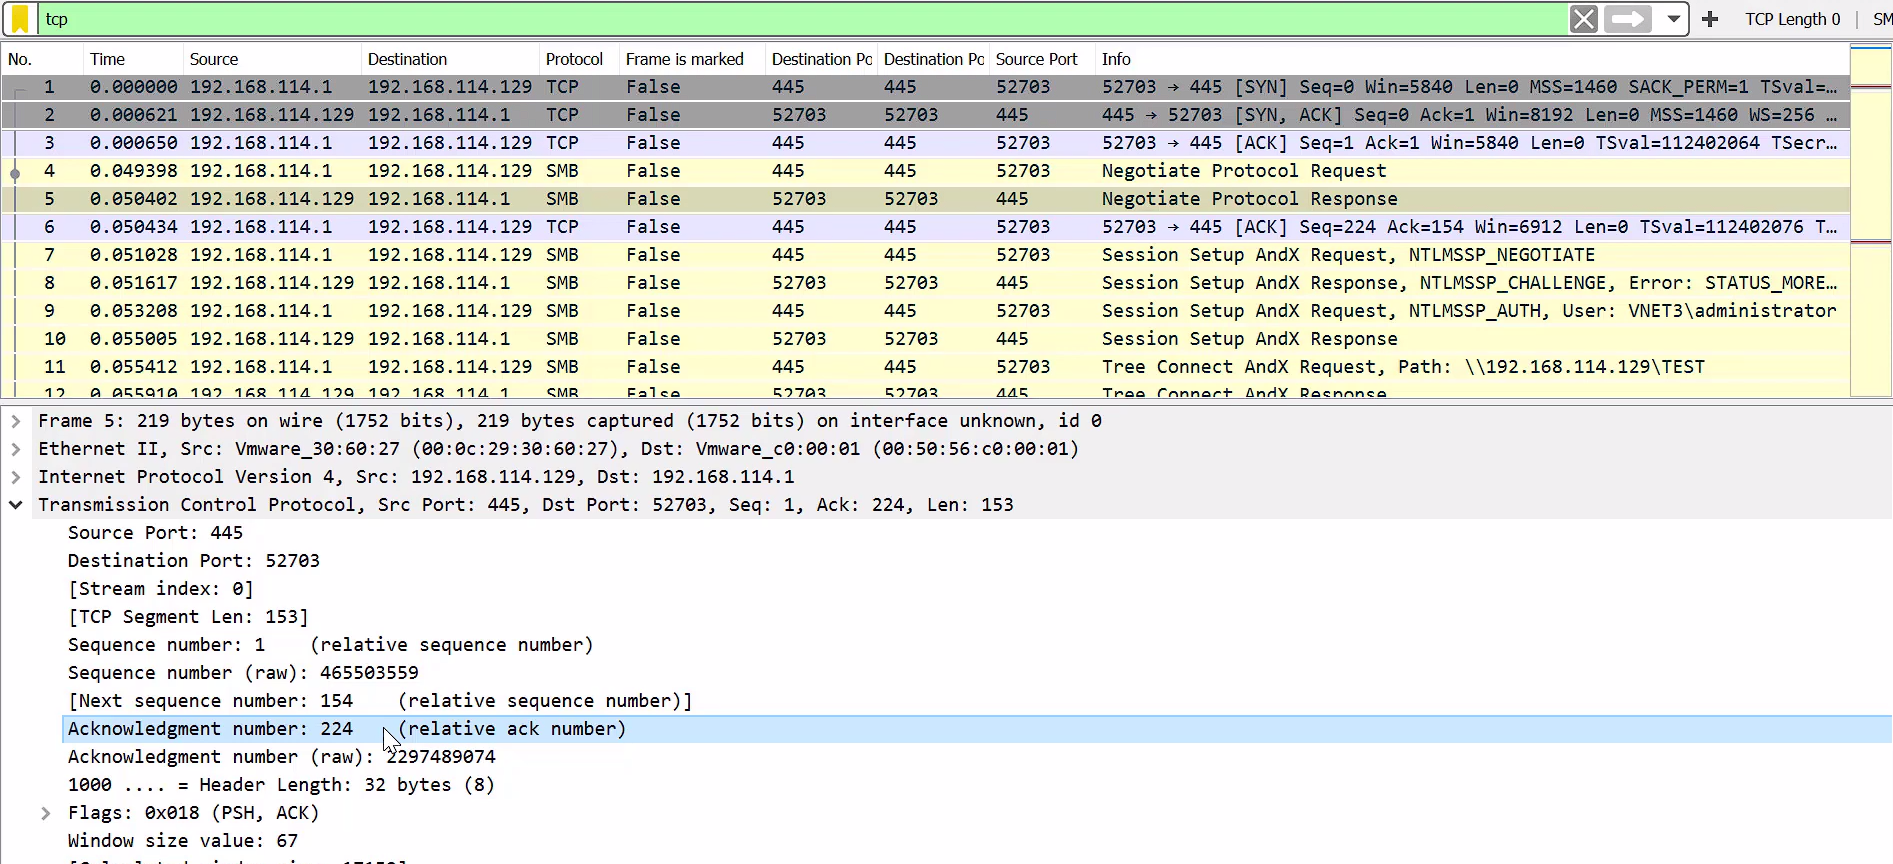 tcp TCP Length 0 SM
No. Time Source Destination Protocol Frame is marked Destination Po Destination Po Source Port Info
1 0.000000 192.168.114.1 192.168.114.129 TCP False 445 445 52703 52703 → 445 [SYN] Seq=0 Win=5840 Len=0 MSS=1460 SACK_PERM=1 TSval=…
2 0.000621 192.168.114.129 192.168.114.1 TCP False 52703 52703 445 445 → 52703 [SYN, ACK] Seq=0 Ack=1 Win=8192 Len=0 MSS=1460 WS=256 …
3 0.000650 192.168.114.1 192.168.114.129 TCP False 445 445 52703 52703 → 445 [ACK] Seq=1 Ack=1 Win=5840 Len=0 TSval=112402064 TSecr…
4 0.049398 192.168.114.1 192.168.114.129 SMB False 445 445 52703 Negotiate Protocol Request
5 0.050402 192.168.114.129 192.168.114.1 SMB False 52703 52703 445 Negotiate Protocol Response
6 0.050434 192.168.114.1 192.168.114.129 TCP False 445 445 52703 52703 → 445 [ACK] Seq=224 Ack=154 Win=6912 Len=0 TSval=112402076 T…
7 0.051028 192.168.114.1 192.168.114.129 SMB False 445 445 52703 Session Setup AndX Request, NTLMSSP_NEGOTIATE
8 0.051617 192.168.114.129 192.168.114.1 SMB False 52703 52703 445 Session Setup AndX Response, NTLMSSP_CHALLENGE, Error: STATUS_MORE…
9 0.053208 192.168.114.1 192.168.114.129 SMB False 445 445 52703 Session Setup AndX Request, NTLMSSP_AUTH, User: VNET3\administrator
10 0.055005 192.168.114.129 192.168.114.1 SMB False 52703 52703 445 Session Setup AndX Response
11 0.055412 192.168.114.1 192.168.114.129 SMB False 445 445 52703 Tree Connect AndX Request, Path: \\192.168.114.129\TEST
12 0.055910 192.168.114.129 192.168.114.1 SMB False 52703 52703 445 Tree Connect AndX Response
Frame 5: 219 bytes on wire (1752 bits), 219 bytes captured (1752 bits) on interface unknown, id 0
Ethernet II, Src: Vmware_30:60:27 (00:0c:29:30:60:27), Dst: Vmware_c0:00:01 (00:50:56:c0:00:01)
Internet Protocol Version 4, Src: 192.168.114.129, Dst: 192.168.114.1
Transmission Control Protocol, Src Port: 445, Dst Port: 52703, Seq: 1, Ack: 224, Len: 153
Source Port: 445
Destination Port: 52703
[Stream index: 0]
[TCP Segment Len: 153]
Sequence number: 1 (relative sequence number)
Sequence number (raw): 465503559
[Next sequence number: 154 (relative sequence number)]
Acknowledgment number: 224 (relative ack number)
Acknowledgment number (raw): 2297489074
1000 .... = Header Length: 32 bytes (8)
Flags: 0x018 (PSH, ACK)
Window size value: 67